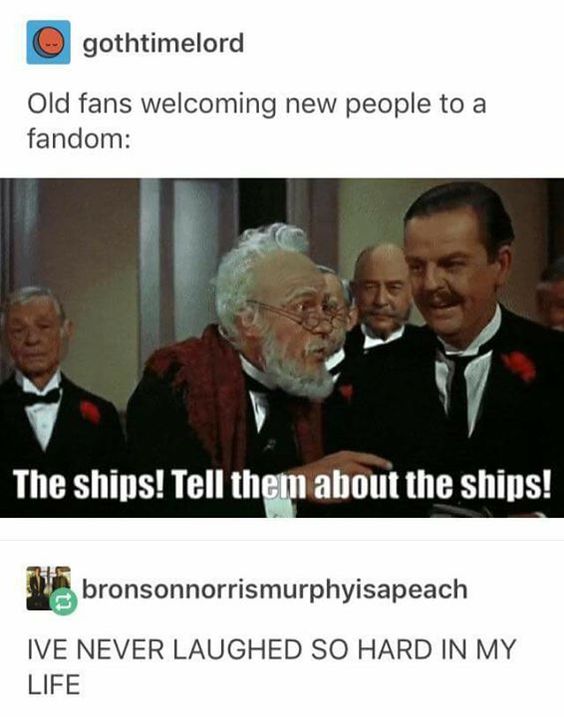 gothtimelord
Old fans welcoming new people to a
fandom:
The ships! Tell them about the ships!
bronsonnorrismurphyisapeach
IVE NEVER LAUGHED SO HARD IN MY
LIFE